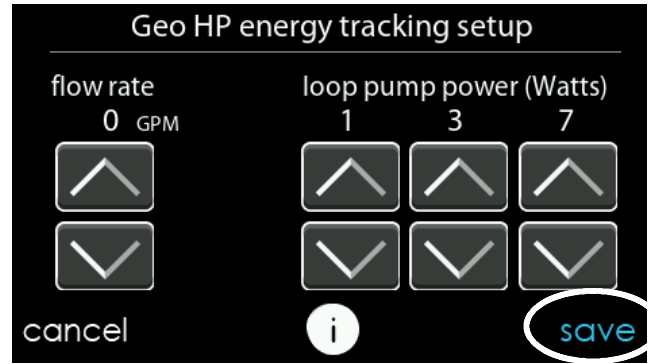 Geo HP energy tracking setup
flow rate
loop pump power (Watts)
0 GPM
1 3 7
cancel
i
save